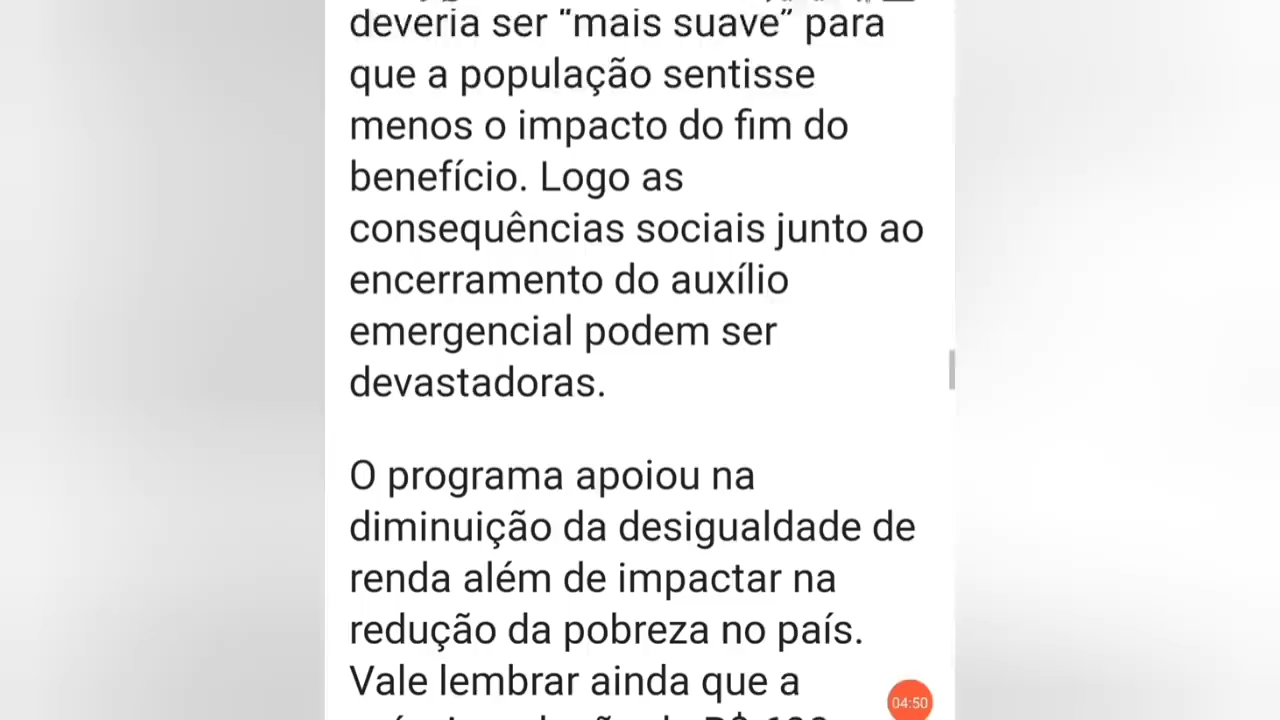 deveria ser “mais suave” para
que a população sentisse
menos o impacto do fim do
benefício. Logo as
consequências sociais junto ao
encerramento do auxílio
emergencial podem ser
devastadoras.
O programa apoiou na
diminuição da desigualdade de
renda além de impactar na
redução da pobreza no país.
Vale lembrar ainda que a
04:50